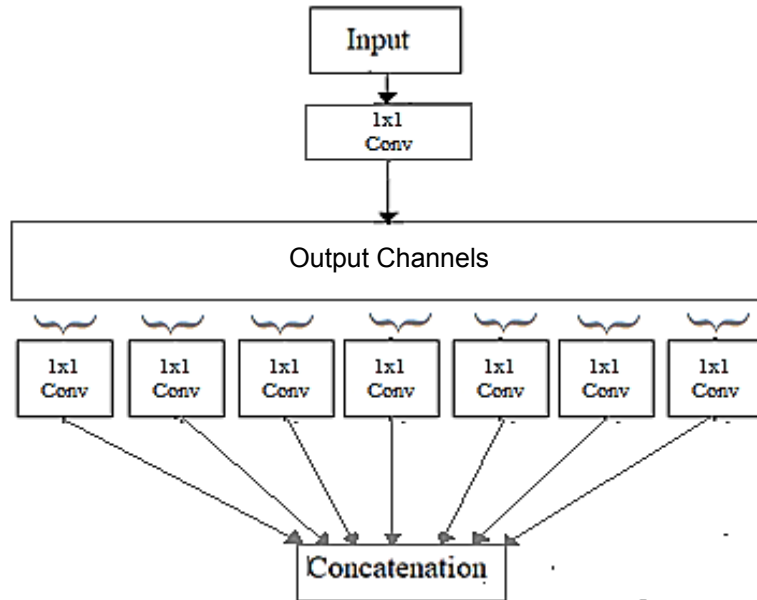 Input
1x1
Conv
Output Channels
1x1
Conv
1x1
Conv
1x1
Conv
1x1
Conv
1x1
Conv
1x1
Conv
1x1
Conv
Concatenation